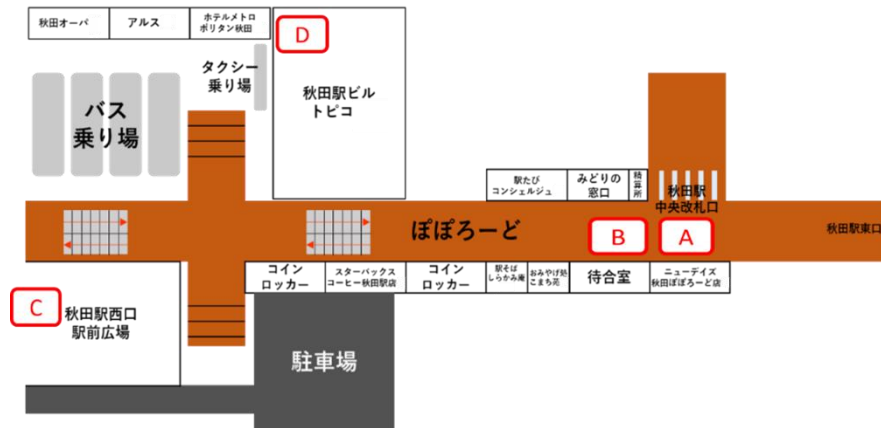 秋田オーパ
アルス
ホテルメトロ
ポリタン秋田
D
タクシー
乗り場
秋田駅ビル
トピコ
バス
乗り場
駅たび
コンシェルジュ
みどりの
窓口
精算所
秋田駅
中央改札口
ぽぽろーど
B
A
秋田駅東口
コイン
ロッカー
スターバックス
コーヒー秋田駅店
コイン
ロッカー
駅そば
しらかみ庵
おみやげ処
こまち苑
待合室
ニューデイズ
秋田ぽぽろーど店
C
秋田駅西口
駅前広場
駐車場